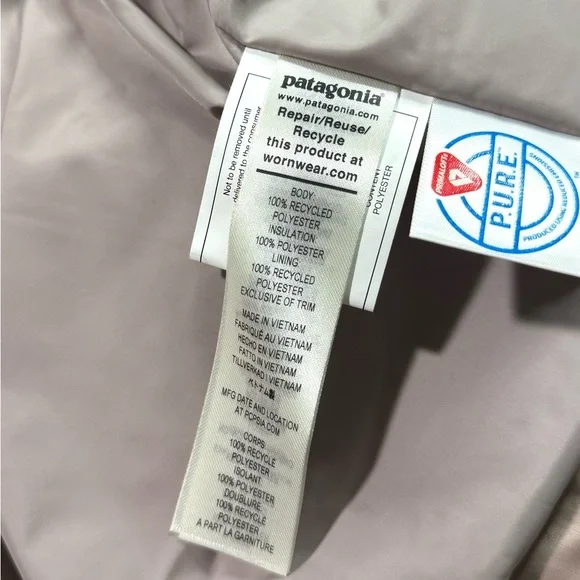 patagonia®
www.patagonia.com
Repair/Reuse/
Recycle
this product at
wornwear.com
BODY
100% RECYCLED
POLYESTER
INSULATION:
100% POLYESTER
LINING:
100% RECYCLED
POLYESTER
EXCLUSIVE OF TRIM
MADE IN VIETNAM
FABRIQUÉ AU VIETNAM
HECHO EN VIETNAM
FATTO IN VIETNAM
TILLVERKAD I VIETNAM
ベトナム製
MFG DATE AND LOCATION
AT PCPSIA.COM
CORPS:
100% RECYCLÉ
POLYESTER
ISOLANT:
100% POLYESTER
DOUBLURE:
100% RECYCLÉ
POLYESTER
A PART LA GARNITURE
Not to be removed until
delivered to the consumer
CONTENT
POLYESTER
PRIMALOFT
P.U.R.E.
PRODUCED USING
™